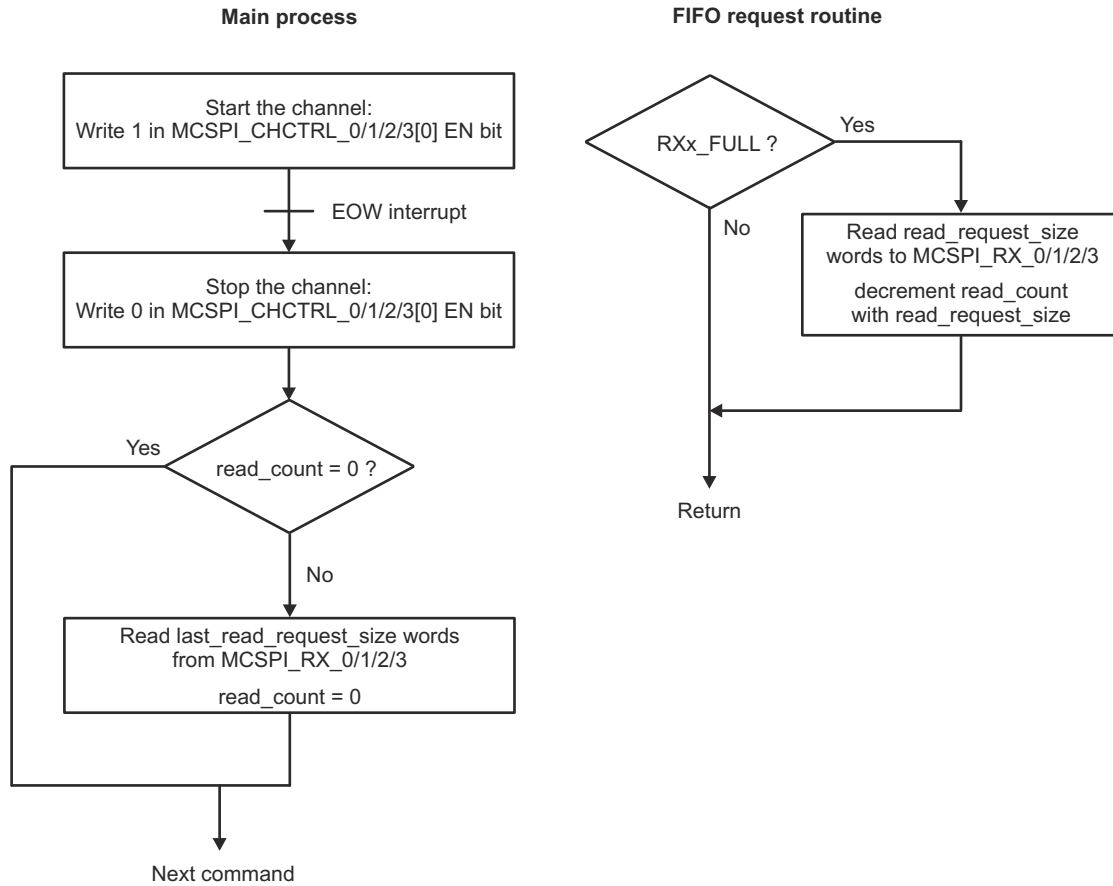 Main process
Start the channel:
Write 1 in MCSPI_CHCTRL_0/1/2/3[0] EN bit
EOW interrupt
Stop the channel:
Write 0 in MCSPI_CHCTRL_0/1/2/3[0] EN bit
Yes
read_count = 0 ?
No
Read last_read_request_size words
from MCSPI_RX_0/1/2/3
read_count = 0
Next command
FIFO request routine
RXx_FULL ?
Yes
No
Read read_request_size
words to MCSPI_RX_0/1/2/3
decrement read_count
with read_request_size
Return